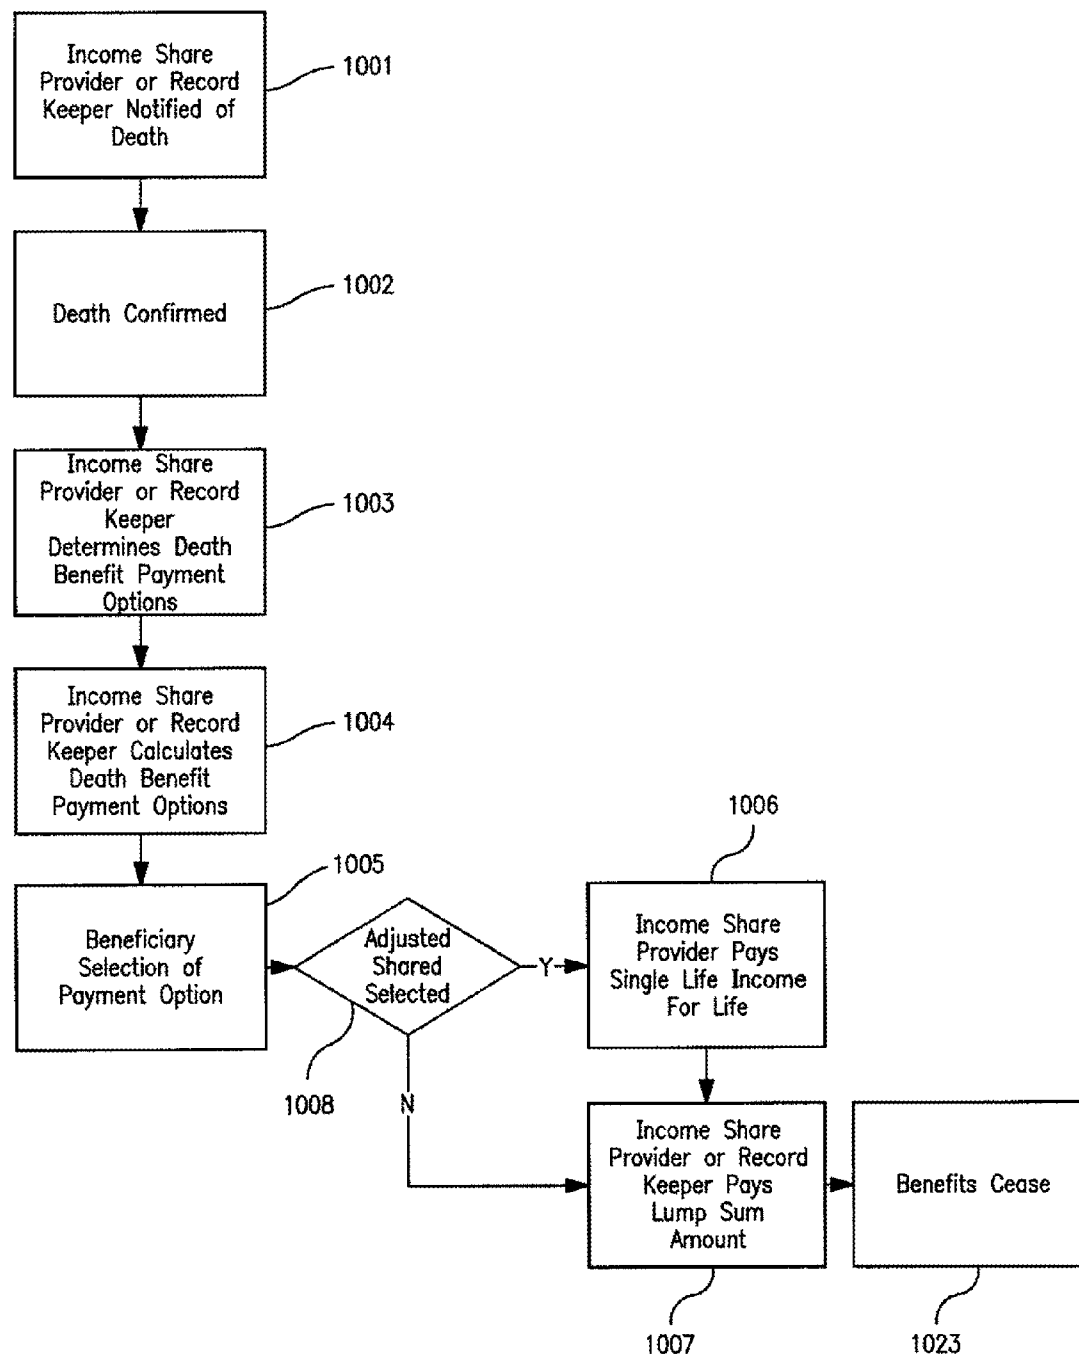 Income Share
Provider or Record
Keeper Notified of
Death
1001
Death Confirmed
1002
Income Share
Provider or Record
Keeper
Determines Death
Benefit Payment
Options
1003
Income Share
Provider or Record
Keeper Calculates
Death Benefit
Payment Options
1004
Beneficiary
Selection of
Payment Option
1005
Adjusted
Shared
Selected
1008
Y
N
1006
Income Share
Provider Pays
Single Life Income
For Life
Income Share
Provider or Record
Keeper Pays
Lump Sum
Amount
1007
Benefits Cease
1023